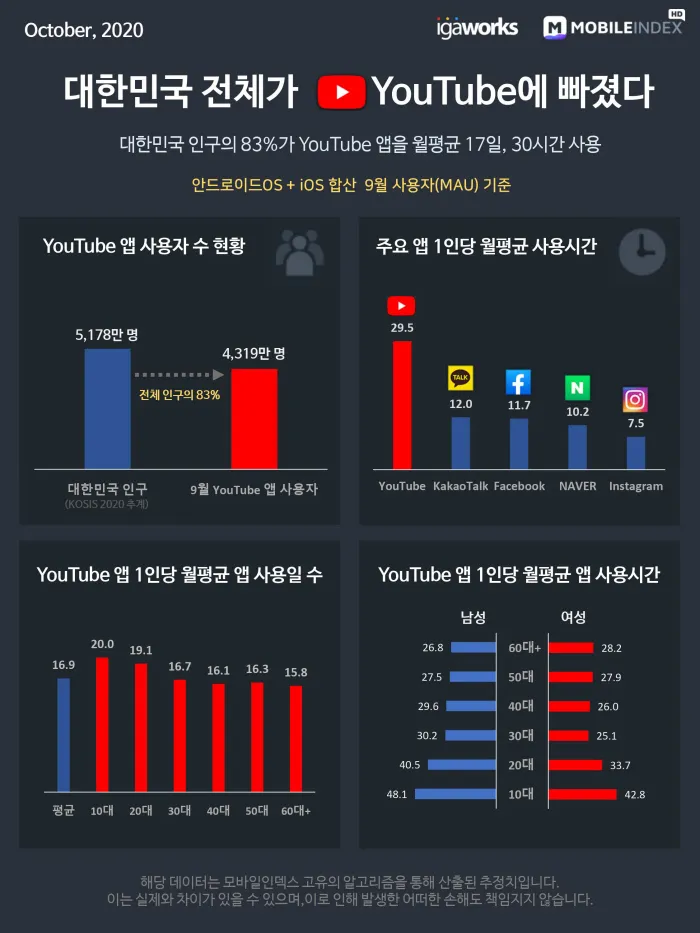 October, 2020
igaworks
M MOBILEINDEX HD
대한민국 전체가 YouTube에 빠졌다
대한민국 인구의 83%가 YouTube 앱을 월평균 17일, 30시간 사용
안드로이드OS + iOS 합산 9월 사용자(MAU) 기준
YouTube 앱 사용자 수 현황
5,178만 명
4,319만 명
전체 인구의 83%
대한민국 인구
(KOSIS 2020 추계)
9월 YouTube 앱 사용자
주요 앱 1인당 월평균 사용시간
29.5
TALK
12.0
f
11.7
N
10.2
7.5
YouTube KakaoTalk Facebook NAVER Instagram
YouTube 앱 1인당 월평균 앱 사용일 수
16.9 20.0 19.1 16.7 16.1 16.3 15.8
평균 10대 20대 30대 40대 50대 60대+
YouTube 앱 1인당 월평균 앱 사용시간
남성 여성
26.8 60대+ 28.2
27.5 50대 27.9
29.6 40대 26.0
30.2 30대 25.1
40.5 20대 33.7
48.1 10대 42.8
해당 데이터는 모바일인덱스 고유의 알고리즘을 통해 산출된 추정치입니다.
이는 실제와 차이가 있을 수 있으며,이로 인해 발생한 어떠한 손해도 책임지지 않습니다.